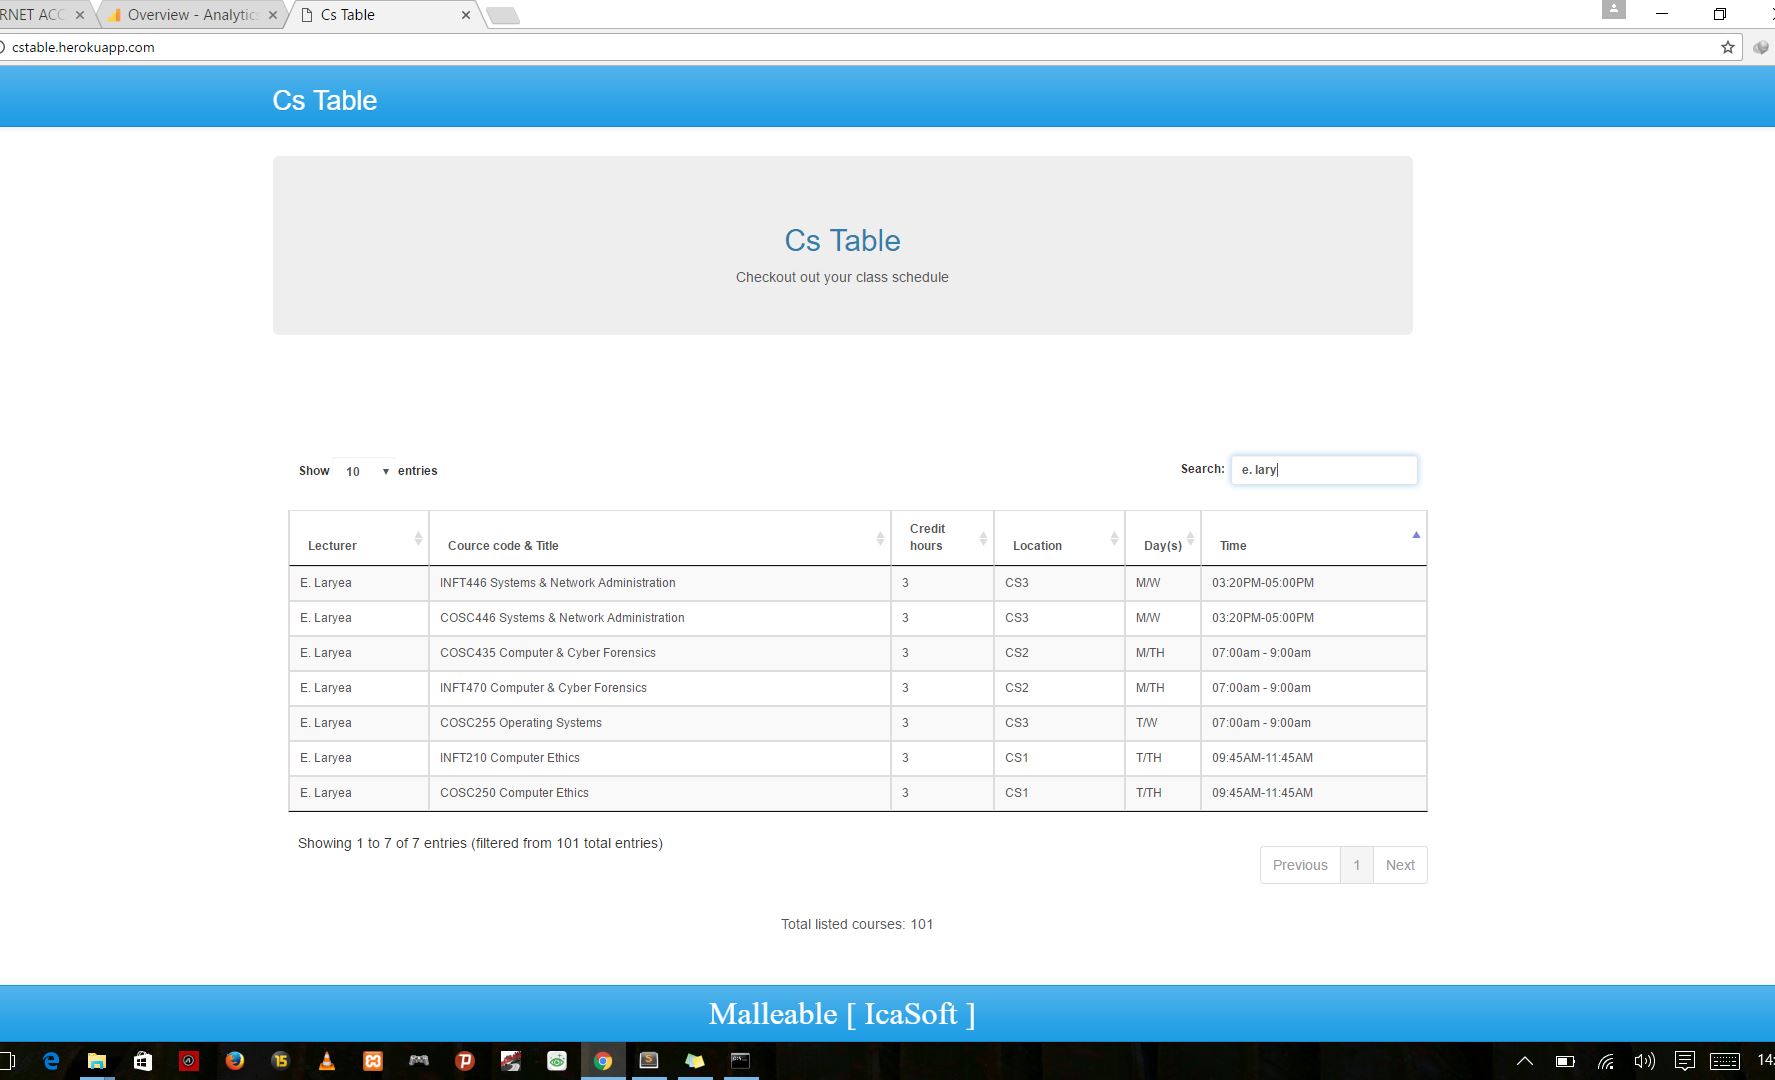 RNET ACC
Overview - Analytics
Cs Table
cstable.herokuapp.com
Cs Table
Cs Table
Checkout out your class schedule
Show 10 entries
Search: e. lary
Lecturer Cource code & Title Credit hours Location Day(s) Time
E. Laryea INFT446 Systems & Network Administration 3 CS3 M/W 03:20PM-05:00PM
E. Laryea COSC446 Systems & Network Administration 3 CS3 M/W 03:20PM-05:00PM
E. Laryea COSC435 Computer & Cyber Forensics 3 CS2 M/TH 07:00am - 9:00am
E. Laryea INFT470 Computer & Cyber Forensics 3 CS2 M/TH 07:00am - 9:00am
E. Laryea COSC255 Operating Systems 3 CS3 T/W 07:00am - 9:00am
E. Laryea INFT210 Computer Ethics 3 CS1 T/TH 09:45AM-11:45AM
E. Laryea COSC250 Computer Ethics 3 CS1 T/TH 09:45AM-11:45AM
Showing 1 to 7 of 7 entries (filtered from 101 total entries)
Previous 1 Next
Total listed courses: 101
Malleable [ IcaSoft ]
15
14: